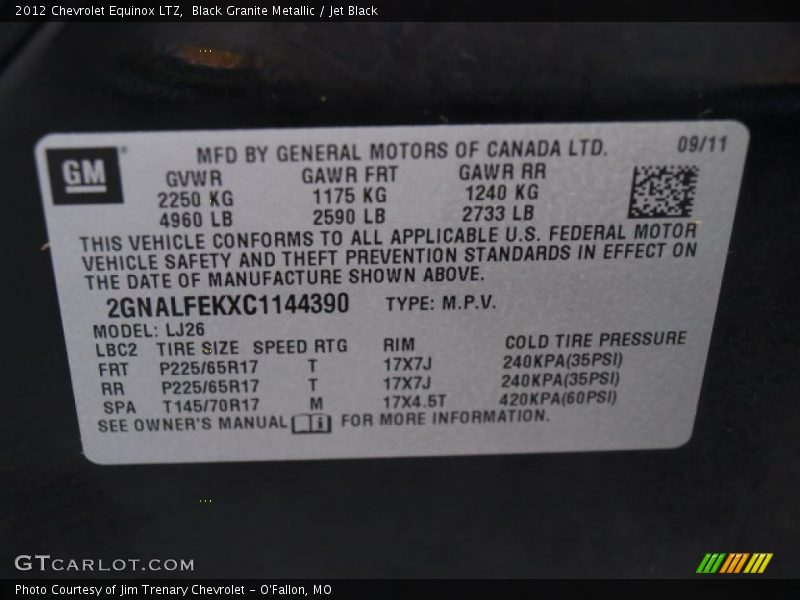 2012 Chevrolet Equinox LTZ,  Black Granite Metallic / Jet Black
GM
MFD BY GENERAL MOTORS OF CANADA LTD. 09/11
GVWR GAWR FRT GAWR RR
2250 KG 1175 KG 1240 KG
4960 LB 2590 LB 2733 LB
THIS VEHICLE CONFORMS TO ALL APPLICABLE U.S. FEDERAL MOTOR
VEHICLE SAFETY AND THEFT PREVENTION STANDARDS IN EFFECT ON
THE DATE OF MANUFACTURE SHOWN ABOVE.
2GNALFEKXC1144390 TYPE: M.P.V.
MODEL: LJ26
LBC2 TIRE SIZE SPEED RTG RIM COLD TIRE PRESSURE
FRT P225/65R17 T 17X7J 240KPA(35PSI)
RR P225/65R17 T 17X7J 240KPA(35PSI)
SPA T145/70R17 M 17X4.5T 420KPA(60PSI)
SEE OWNER'S MANUAL i FOR MORE INFORMATION.
GTCARLOT.COM
Photo Courtesy of Jim Trenary Chevrolet - O'Fallon, MO